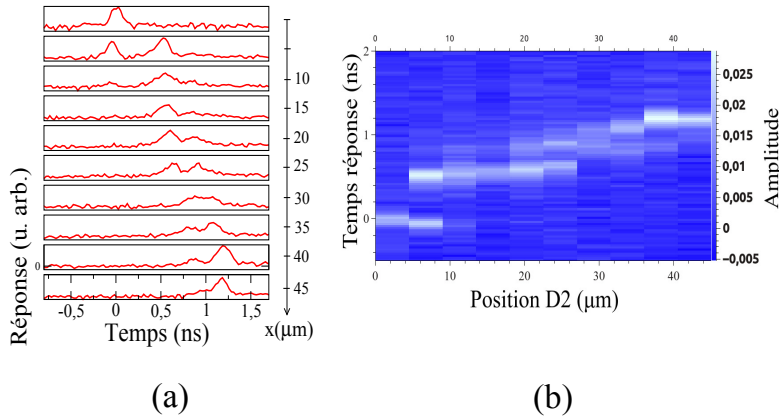 Réponse (u. arb.)
0
10
15
20
25
30
35
40
45
x(μm)
-0,5 0 0,5 1 1,5
Temps (ns)
(a)
0 10 20 30 40
2
1
0
Temps réponse (ns)
0 10 20 30 40
Position D2 (μm)
0,025
0,02
0,015
0,010
0,005
0
-0,005
Amplitude
(b)